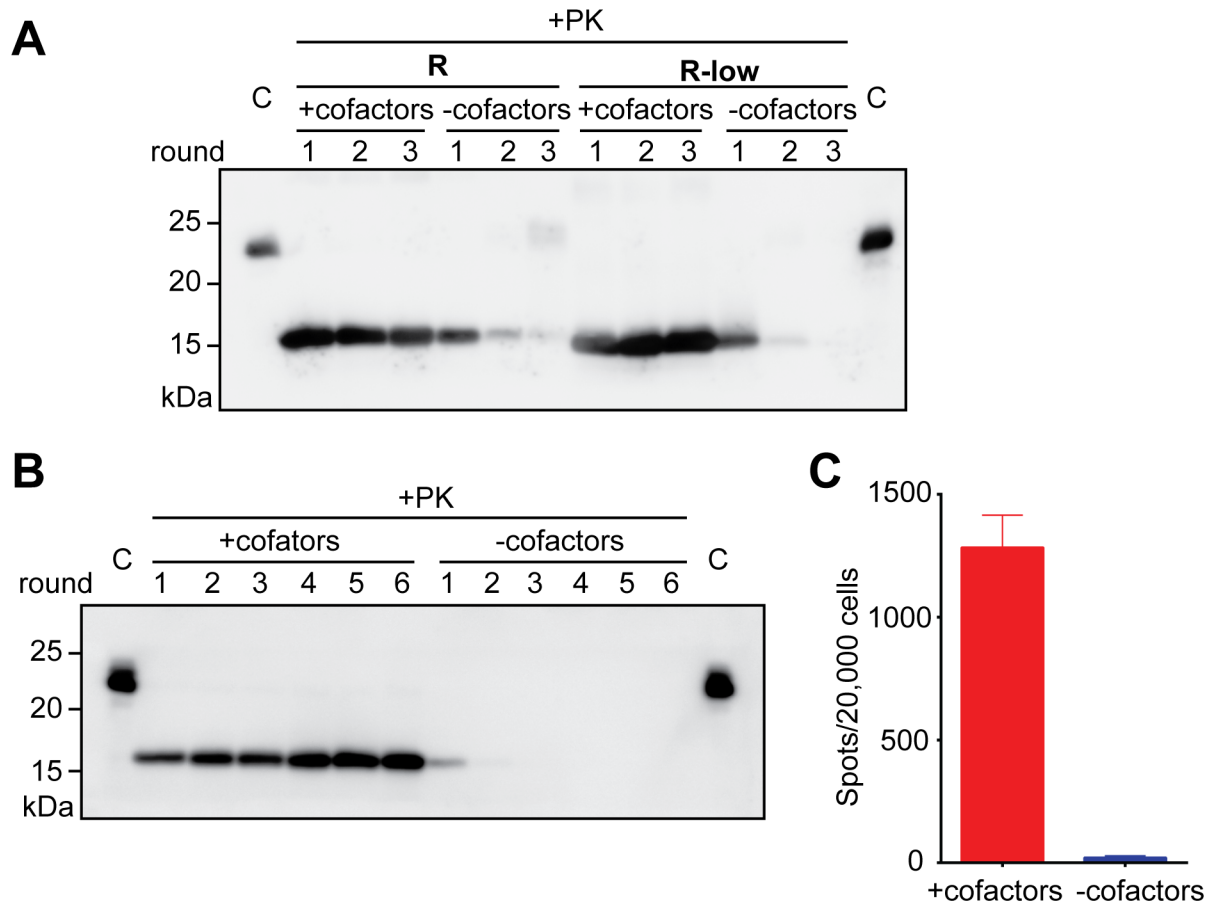 A
+PK
R R-low
C +cofactors -cofactors +cofactors -cofactors C
round 1 2 3 1 2 3 1 2 3 1 2 3
25
20
15
kDa
B
+PK
+cofators -cofactors
C C
round 1 2 3 4 5 6 1 2 3 4 5 6
25
20
15
kDa
C
Spots/20,000 cells
1500
1000
500
0
+cofactors -cofactors